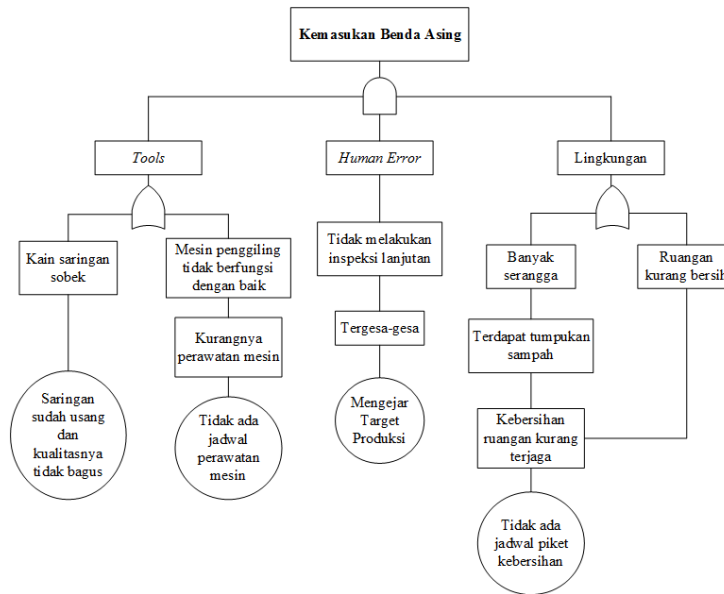 Kemasukan Benda Asing
Tools
Human Error
Lingkungan
Kain saringan
sobek
Mesin penggiling
tidak berfungsi
dengan baik
Tidak melakukan
inspeksi lanjutan
Banyak
serangga
Ruangan
kurang bersih
Kurangnya
perawatan mesin
Tergesa-gesa
Terdapat tumpukan
sampah
Saringan
sudah usang
dan
kualitasnya
tidak bagus
Tidak ada
jadwal
perawatan
mesin
Mengejar
Target
Produksi
Kebersihan
ruangan kurang
terjaga
Tidak ada
jadwal piket
kebersihan